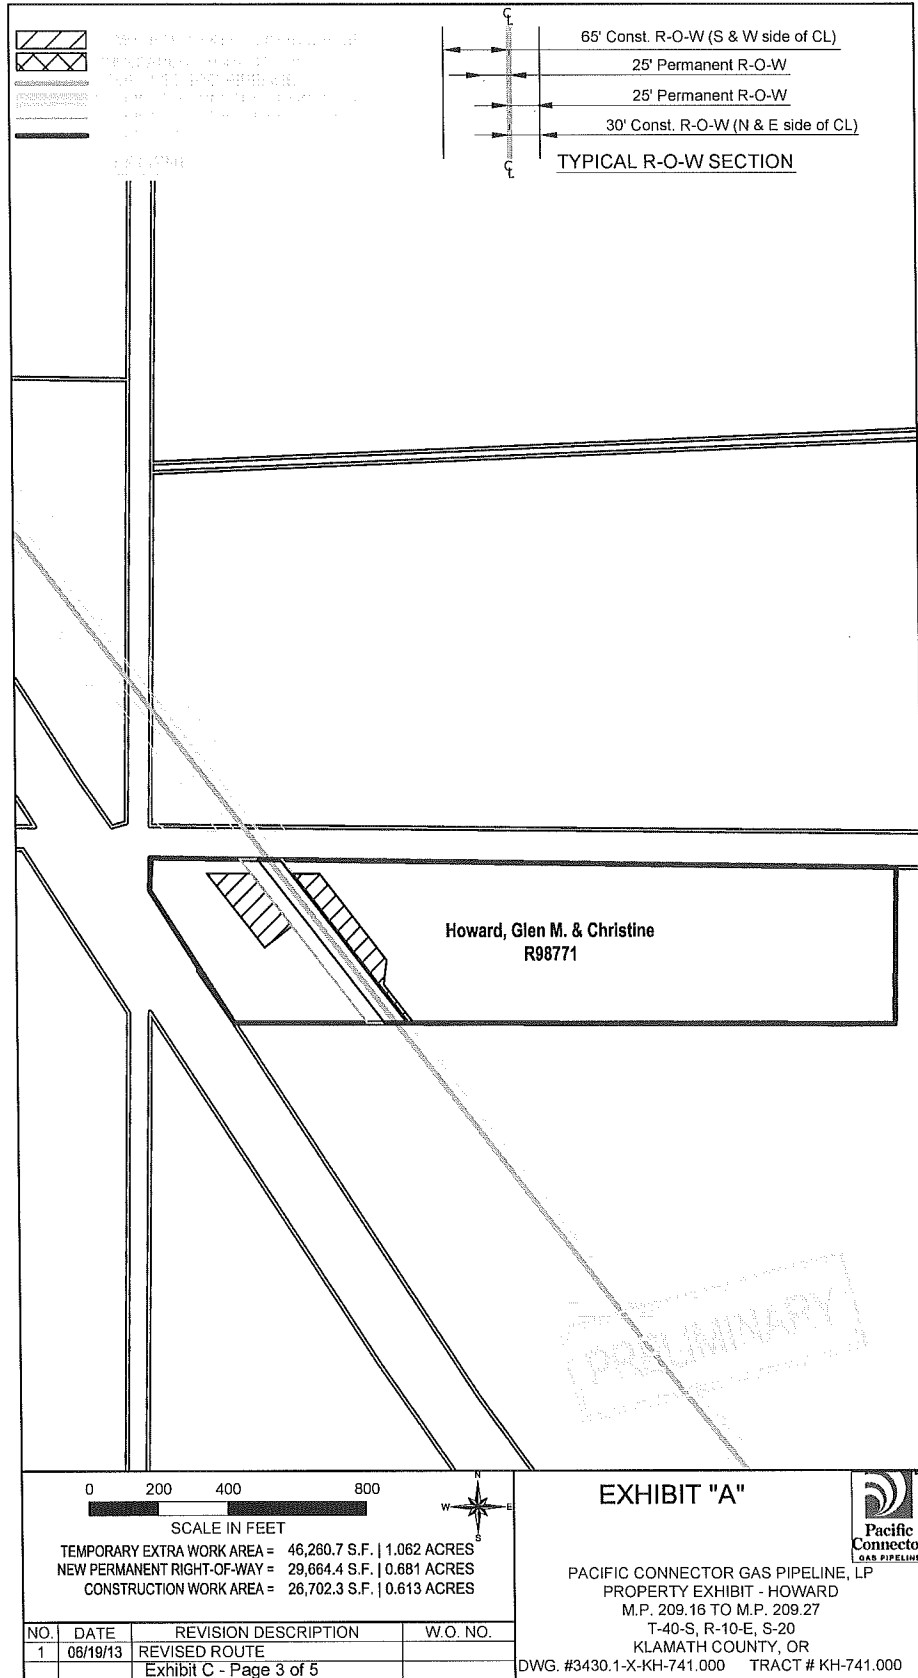 65' Const. R-O-W (S & W side of CL)
25' Permanent R-O-W
25' Permanent R-O-W
30' Const. R-O-W (N & E side of CL)
TYPICAL R-O-W SECTION
Howard, Glen M. & Christine
R98771
PRELIMINARY
0 200 400 800
SCALE IN FEET
N
W E
S
TEMPORARY EXTRA WORK AREA = 46,260.7 S.F. | 1.062 ACRES
NEW PERMANENT RIGHT-OF-WAY = 29,664.4 S.F. | 0.681 ACRES
CONSTRUCTION WORK AREA = 26,702.3 S.F. | 0.613 ACRES
NO. DATE REVISION DESCRIPTION W.O. NO.
1 06/19/13 REVISED ROUTE
Exhibit C - Page 3 of 5
EXHIBIT "A"
Pacific
Connecto
GAS PIPELINE
PACIFIC CONNECTOR GAS PIPELINE, LP
PROPERTY EXHIBIT - HOWARD
M.P. 209.16 TO M.P. 209.27
T-40-S, R-10-E, S-20
KLAMATH COUNTY, OR
DWG. #3430.1-X-KH-741.000 TRACT # KH-741.000